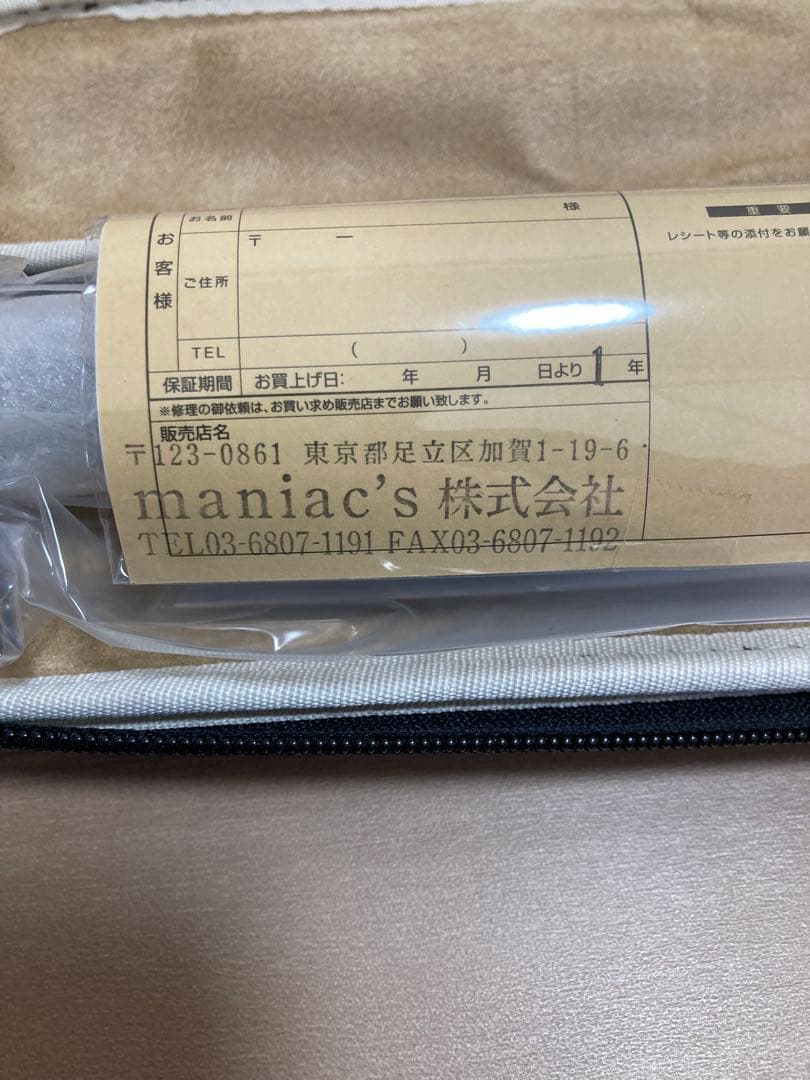 お客様
お名前 様
ご住所 〒 ー
TEL ( )
保証期間 お買上げ日: 年 月 日より 1 年
※修理の御依頼は、お買い求め販売店までお願い致します。
販売店名
〒123-0861 東京都足立区加賀1-19-6
maniac's 株式会社
TEL03-6807-1191 FAX03-6807-1192
重要
レシート等の添付をお願